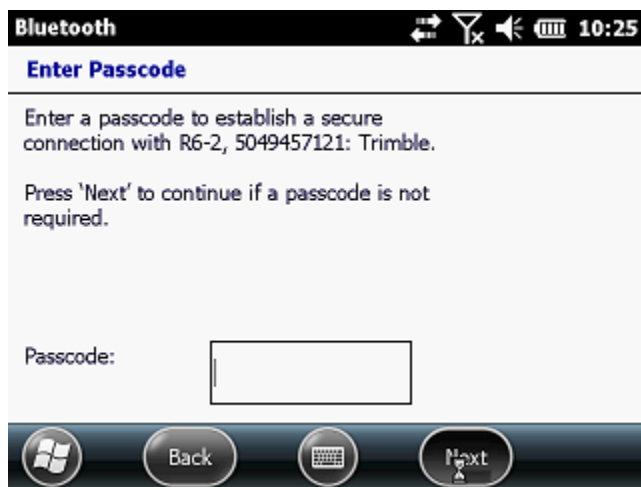 Bluetooth
10:25
Enter Passcode
Enter a passcode to establish a secure
connection with R6-2, 5049457121: Trimble.
Press 'Next' to continue if a passcode is not
required.
Passcode:
Back
Next